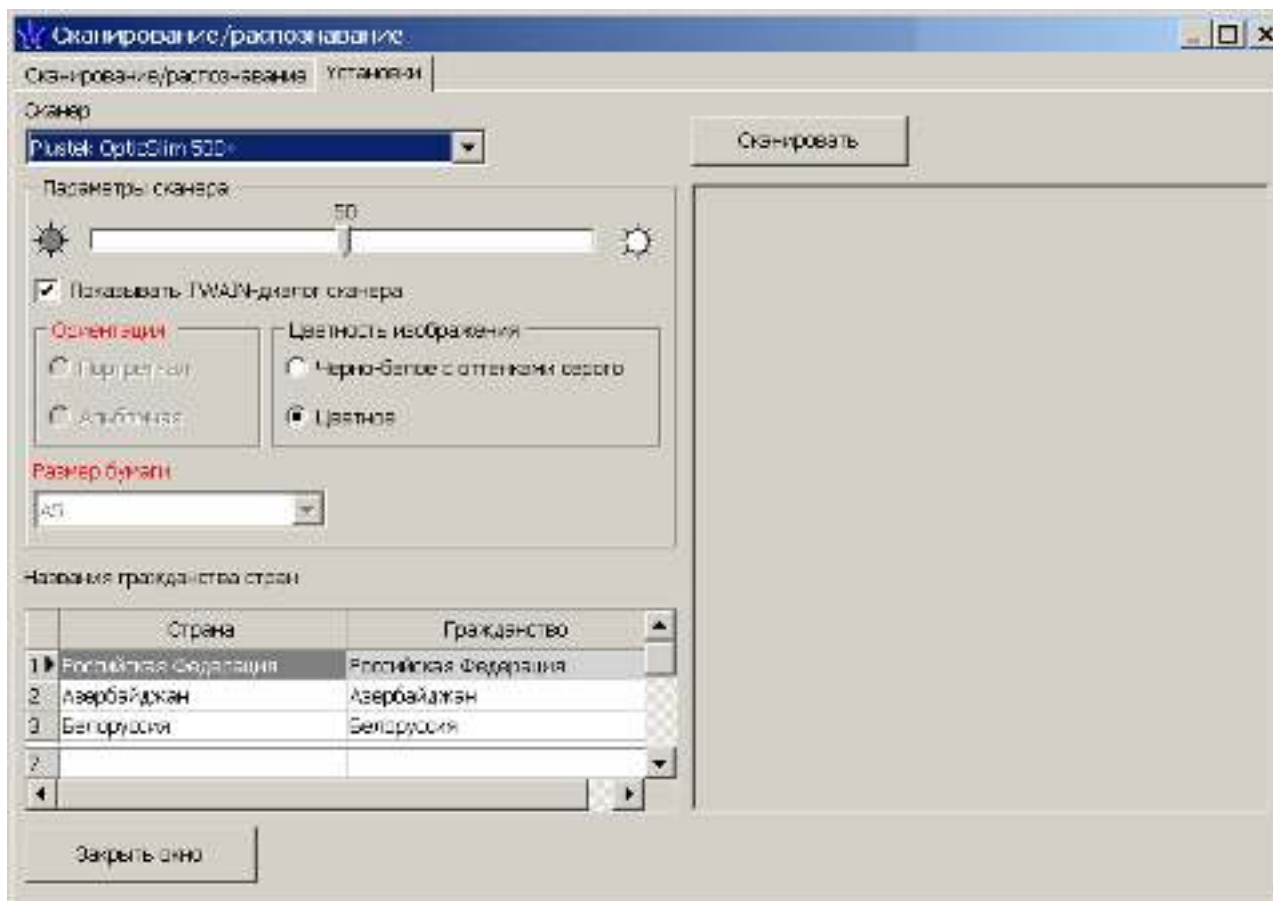 Сканирование/распознавание
Сканирование/распознавание Установки
Сканер
Plustek OpticSlim 500+
Сканировать
Параметры сканера
50
Показывать TWAIN-диалог сканера
Ориентация
Цветность изображения
Портретная
Черно-белое с оттенками серого
Альбомная
Цветное
Размер бумаги
A5
Названия гражданства стран
Страна Гражданство
1 Российская Федерация Российская Федерация
2 Азербайджан Азербайджан
3 Белоруссия Белоруссия
7
Закрыть окно